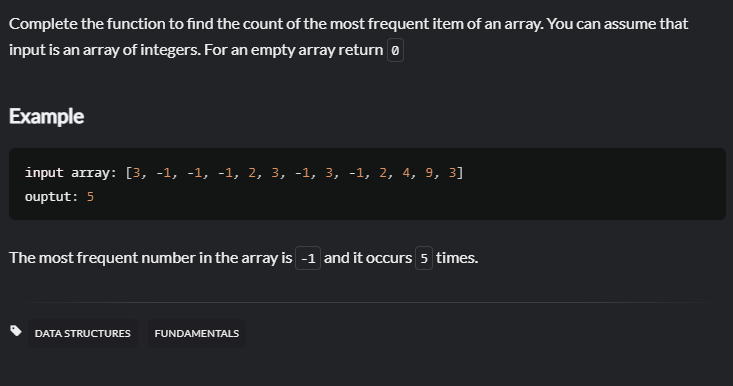 Complete the function to find the count of the most frequent item of an array. You can assume that
input is an array of integers. For an empty array return 0
Example
input array: [3, -1, -1, -1, 2, 3, -1, 3, -1, 2, 4, 9, 3]
ouptut: 5
The most frequent number in the array is -1 and it occurs 5 times.
DATA STRUCTURES FUNDAMENTALS